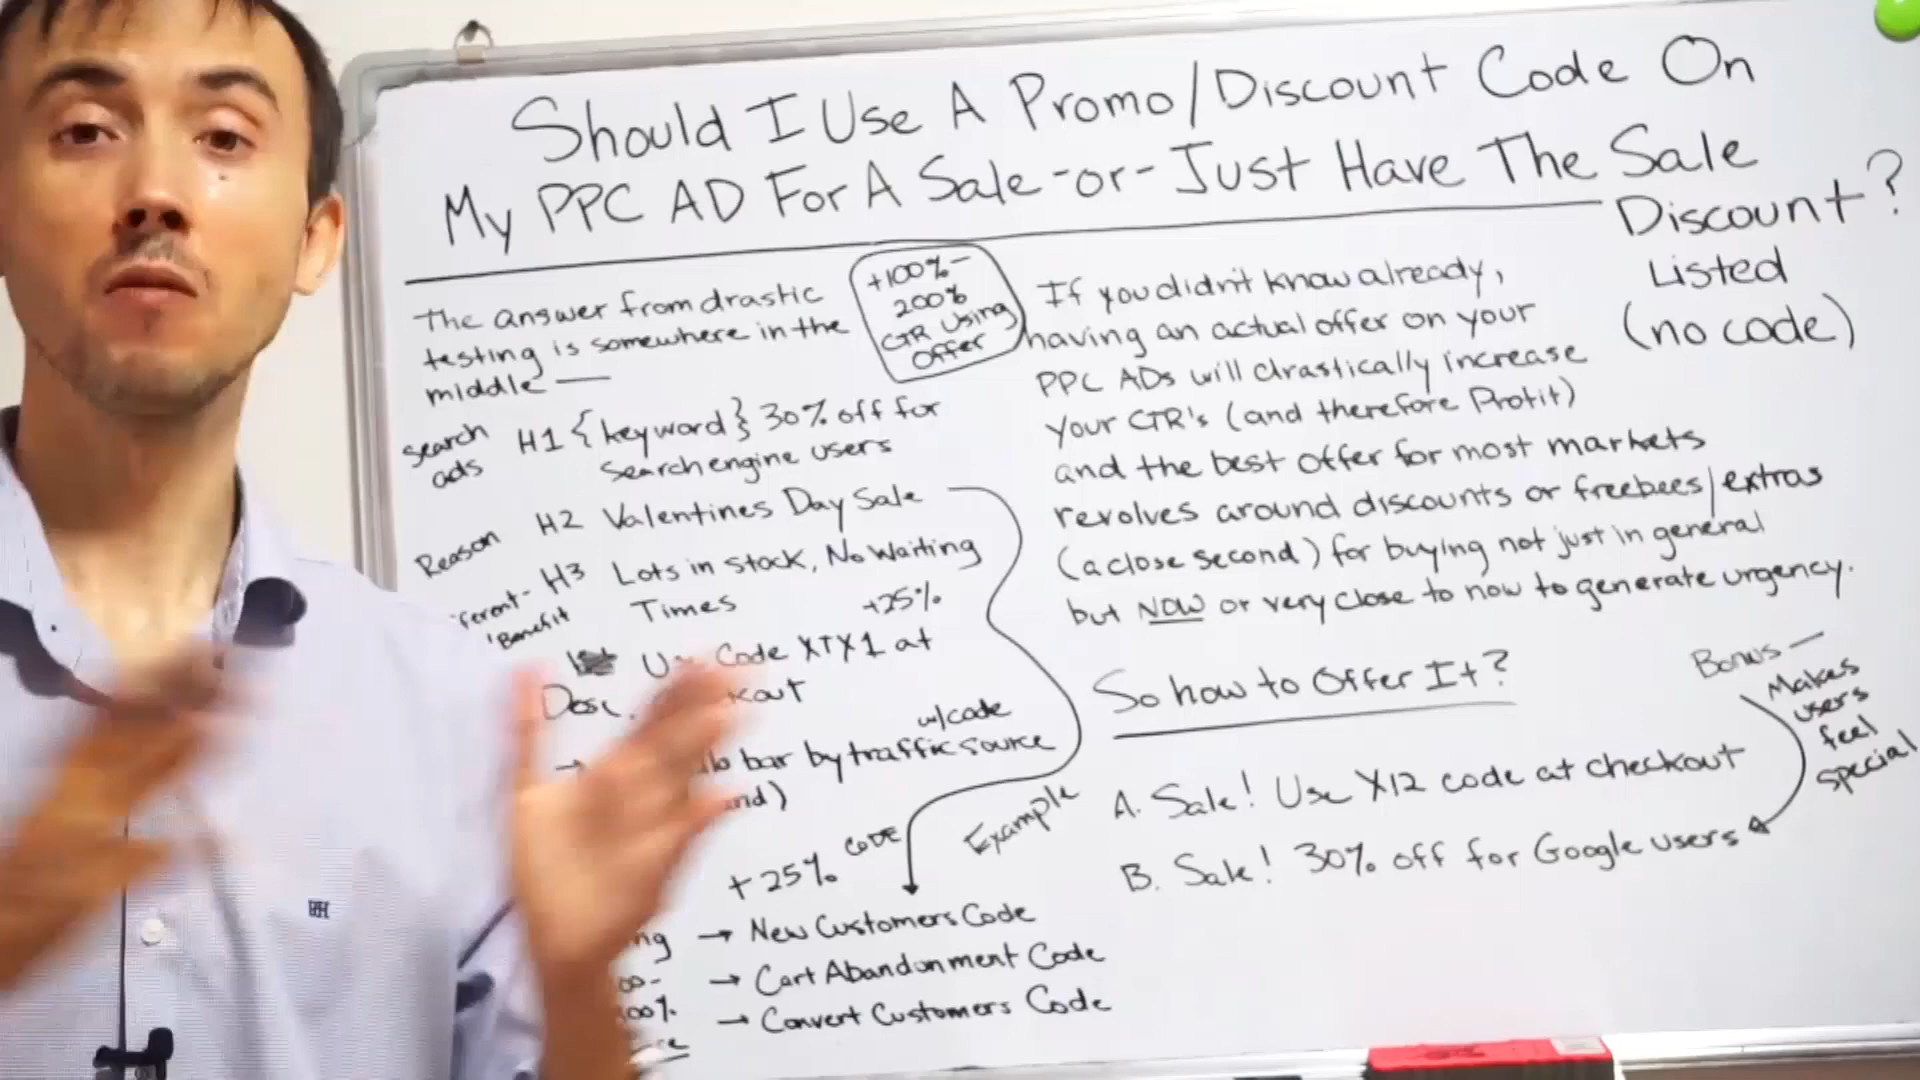 Should I Use A Promo/Discount Code On
My PPC AD For A Sale -or- Just Have The Sale
Discount?
Listed
(no code)
The answer from drastic
testing is somewhere in the
middle —
+100%-
200%
CTR Using
Offer
search
ads
H1 {keyword} 30% off for
search engine users
Reason
H2 Valentines Day Sale
H3 Lots in stock, No Waiting
Times
Benefit
+25%
Desc.
Code XTX1 at
w/code
→ bar by traffic source
+25% CODE
Example
→ New Customers Code
→ Cart Abandonment Code
→ Convert Customers Code
If you didn't know already,
having an actual offer on your
PPC ADs will drastically increase
your CTR's (and therefore Profit)
and the best offer for most markets
revolves around discounts or freebees/extras
(a close second) for buying not just in general
but NOW or very close to now to generate urgency.
So how to Offer It?
A. Sale! Use X12 code at checkout
B. Sale! 30% off for Google users
Bonus —
Makes
users
feel
special